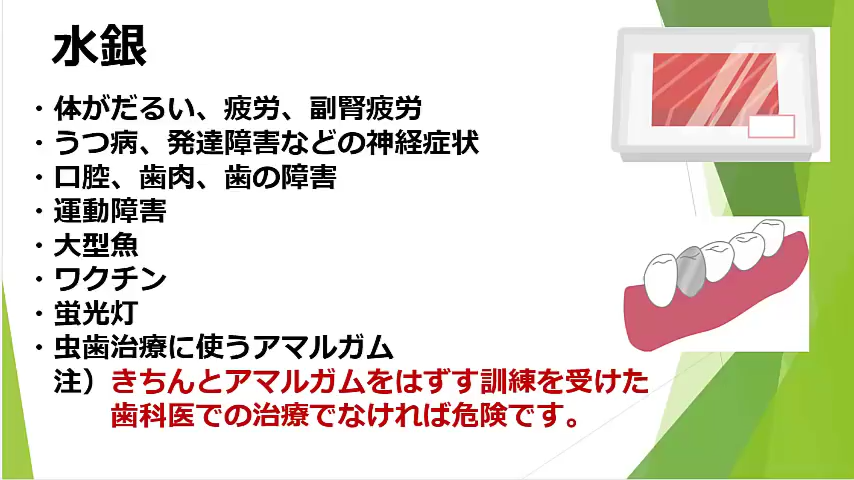 水銀
・体がだるい、疲労、副腎疲労
・うつ病、発達障害などの神経症状
・口腔、歯肉、歯の障害
・運動障害
・大型魚
・ワクチン
・蛍光灯
・虫歯治療に使うアマルガム
注）きちんとアマルガムをはずす訓練を受けた
歯科医での治療でなければ危険です。